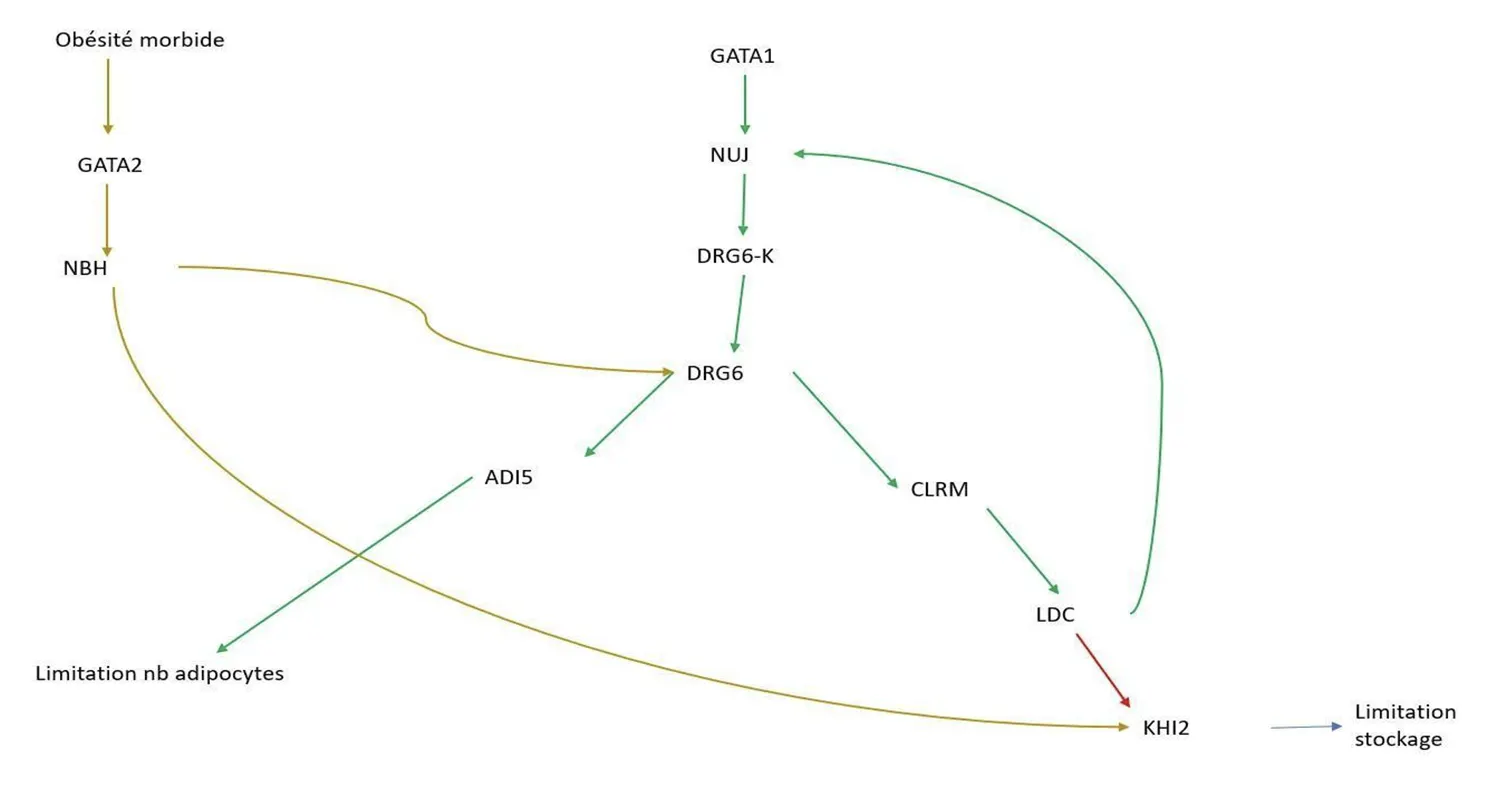 Obésité morbide
GATA1
NUJ
GATA2
DRG6-K
NBH
DRG6
ADI5
CLRM
LDC
Limitation nb adipocytes
KHI2
Limitation
stockage